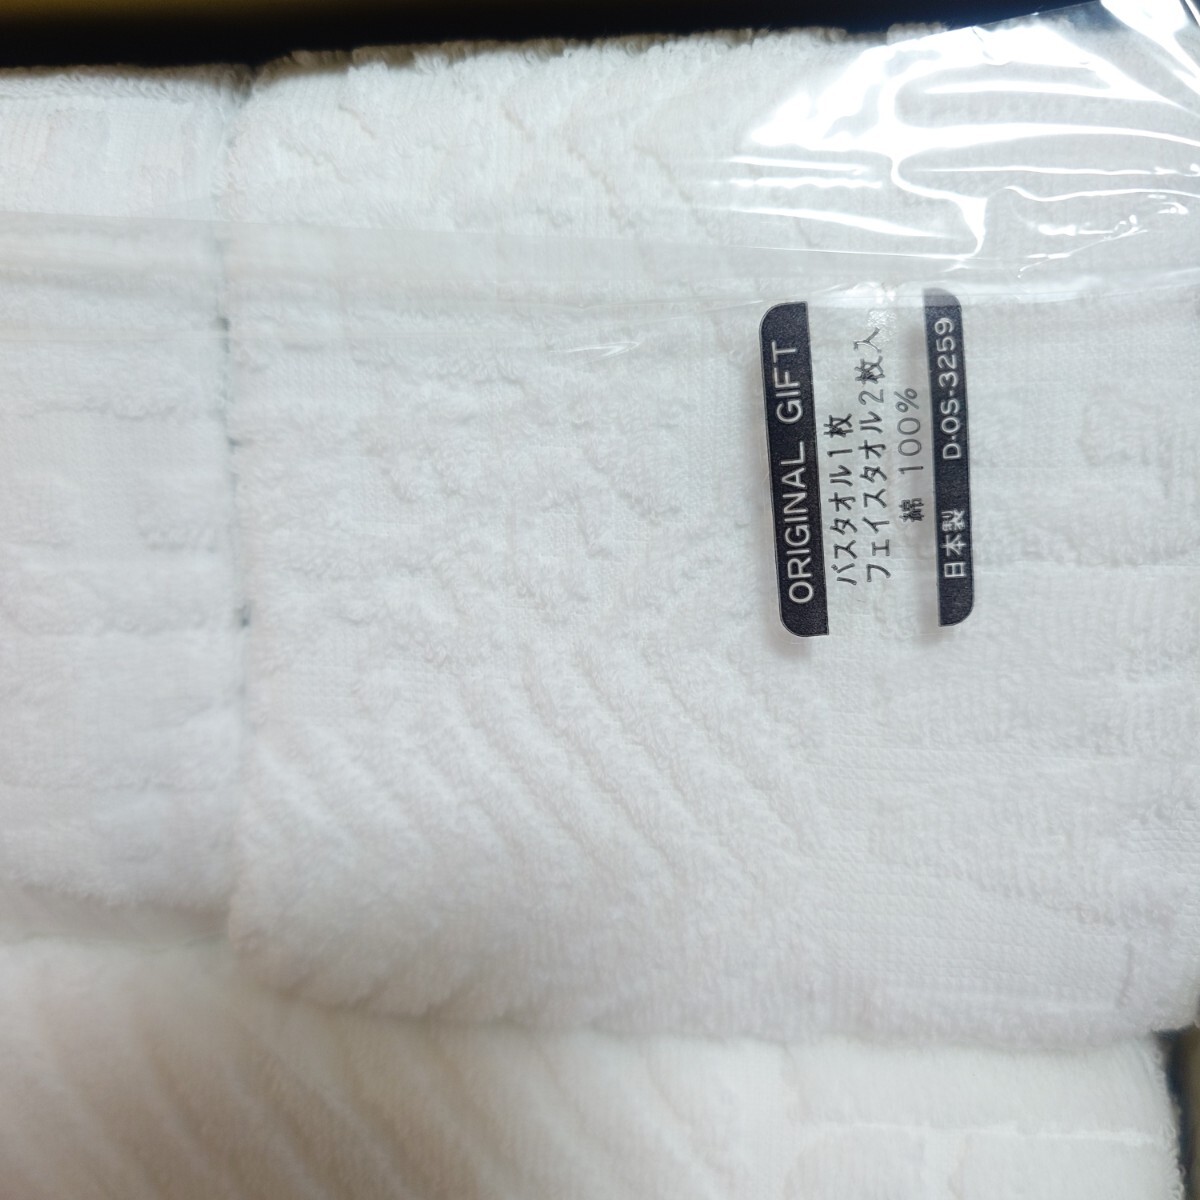 ORIGINAL GIFT
バスタオル1枚
フェイスタオル2枚入
綿 100%
日本製 D・OS-3259